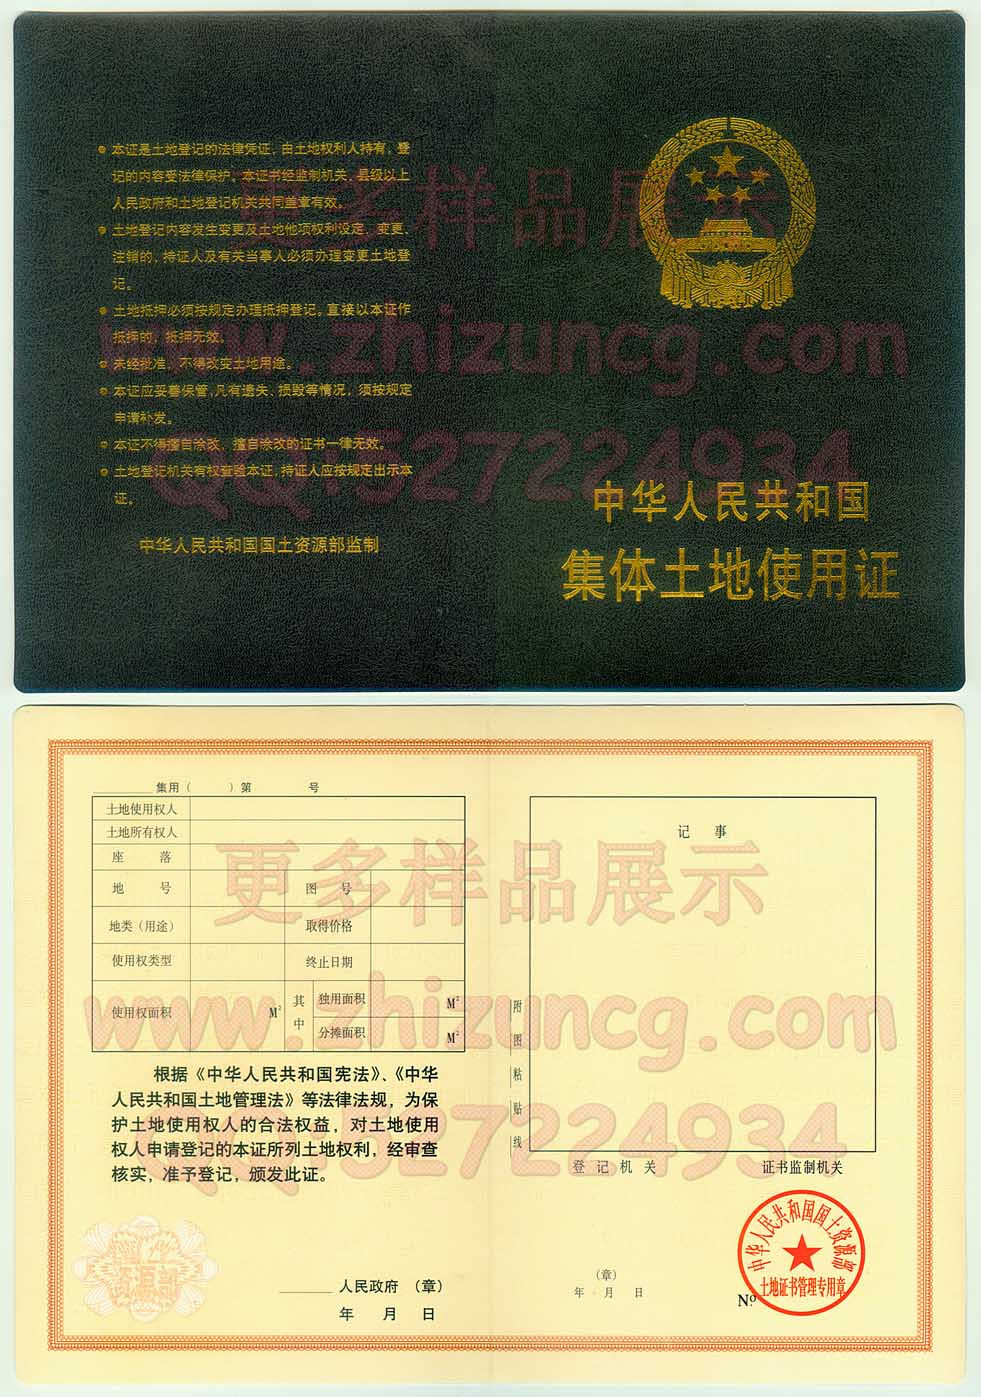 ● 本证是土地登记的法律凭证，由土地权利人持有，登
记的内容受法律保护。本证书经监制机关、县级以上
人民政府和土地登记机关共同盖章有效。
● 土地登记内容发生变更及土地他项权利设定、变更、
注销的，持证人及有关当事人必须办理变更土地登
记。
● 土地抵押必须按规定办理抵押登记。直接以本证作
抵押的，抵押无效。
● 未经批准，不得改变土地用途。
● 本证应妥善保管，凡有遗失、损毁等情况，须按规定
申请补发。
● 本证不得擅自涂改，擅自涂改的证书一律无效。
● 土地登记机关有权查验本证，持证人应按规定出示本
证。
中华人民共和国国土资源部监制
中华人民共和国
集体土地使用证
更多样品展示
www.zhizuncg.com
QQ:527224934
集用（ ）第 号
土地使用权人
土地所有权人
座 落
地 号 图 号
地类（用途） 取得价格
使用权类型 终止日期
使用权面积 M² 其中 独用面积 M²
分摊面积 M²
根据《中华人民共和国宪法》、《中华
人民共和国土地管理法》等法律法规，为保
护土地使用权人的合法权益，对土地使用
权人申请登记的本证所列土地权利，经审查
核实，准予登记，颁发此证。
人民政府 （章）
年 月 日
记 事
附图粘贴线
登 记 机 关
证书监制机关
（章）
年 月 日
中华人民共和国国土资源部
土地证书管理专用章
Nº
更多样品展示
www.zhizuncg.com
QQ:527224934